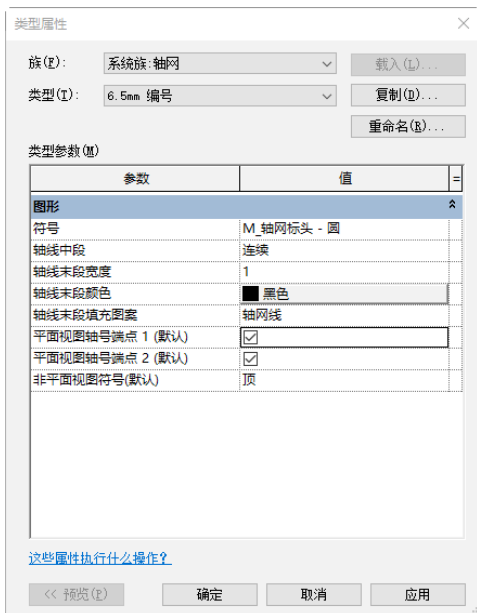 类型属性
族(F):
系统族:轴网
载入(L)...
类型(T):
6.5mm 编号
复制(D)...
重命名(R)...
类型参数(M)
参数 值 =
图形
符号 M_轴网标头 - 圆
轴线中段 连续
轴线末段宽度 1
轴线末段颜色 黑色
轴线末段填充图案 轴网线
平面视图轴号端点 1 (默认)
平面视图轴号端点 2 (默认)
非平面视图符号(默认) 顶
这些属性执行什么操作?
<< 预览(P) 确定 取消 应用